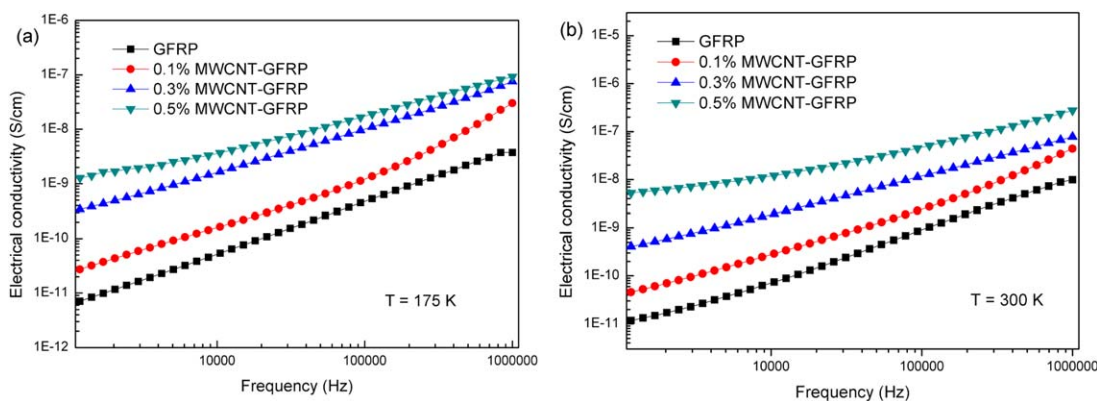 (a)
GFRP
0.1% MWCNT-GFRP
0.3% MWCNT-GFRP
0.5% MWCNT-GFRP
T = 175 K
Electrical conductivity (S/cm)
1E-6
1E-7
1E-8
1E-9
1E-10
1E-11
1E-12
10000
100000
1000000
Frequency (Hz)
(b)
GFRP
0.1% MWCNT-GFRP
0.3% MWCNT-GFRP
0.5% MWCNT-GFRP
T = 300 K
Electrical conductivity (S/cm)
1E-5
1E-6
1E-7
1E-8
1E-9
1E-10
1E-11
10000
100000
1000000
Frequency (Hz)